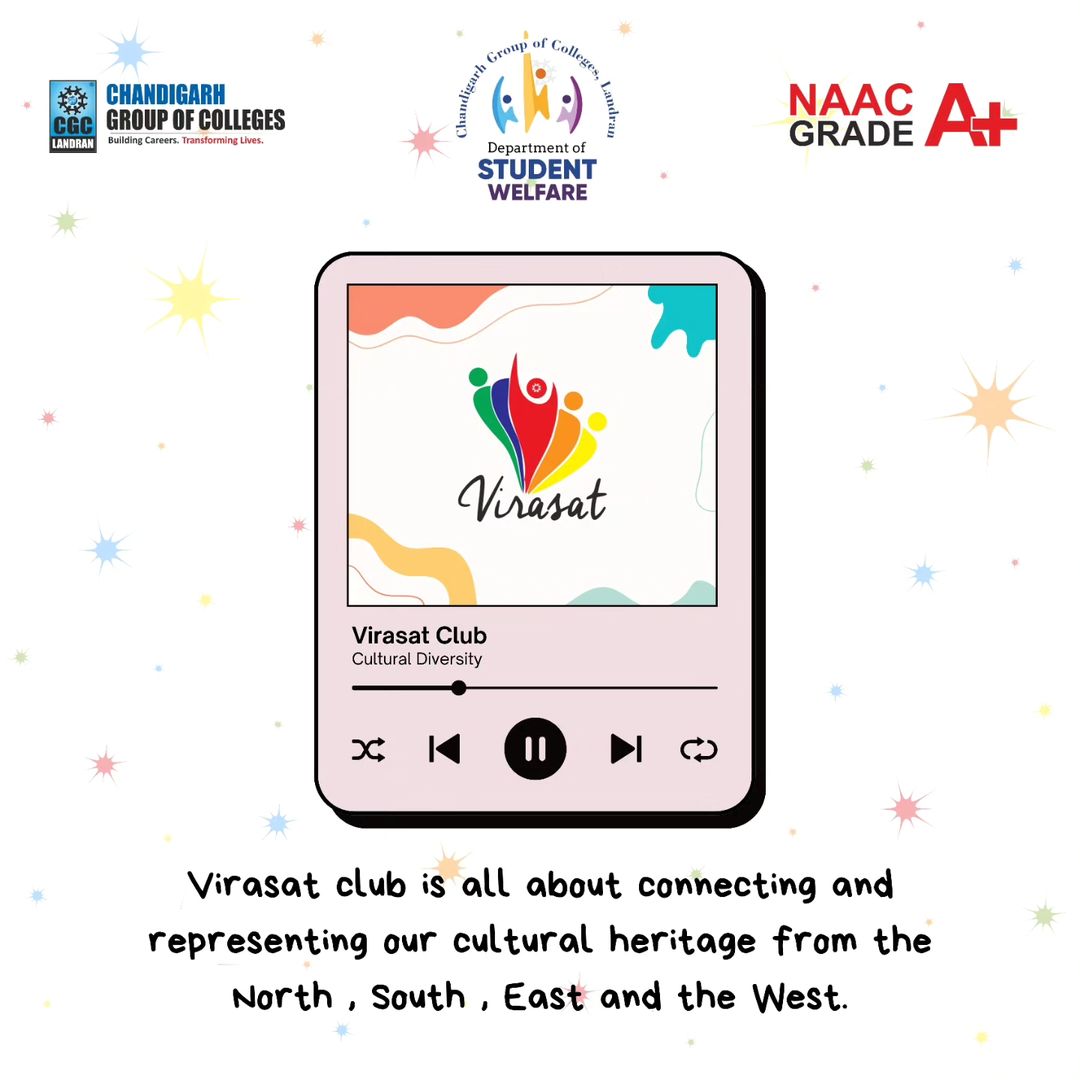 CHANDIGARH
GROUP OF COLLEGES
Building Careers. Transforming Lives.
CGC
LANDRAN
Chandigarh Group of Colleges, Landran
Department of
STUDENT
WELFARE
NAAC
GRADE A+
Virasat
Virasat Club
Cultural Diversity
Virasat club is all about connecting and
representing our cultural heritage from the
North , South , East and the West.